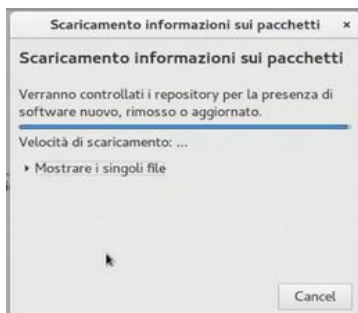 Scaricamento informazioni sui pacchetti ×
Scaricamento informazioni sui pacchetti
Verranno controllati i repository per la presenza di
software nuovo, rimosso o aggiornato.
Velocità di scaricamento: ...
Mostrare i singoli file
Cancel